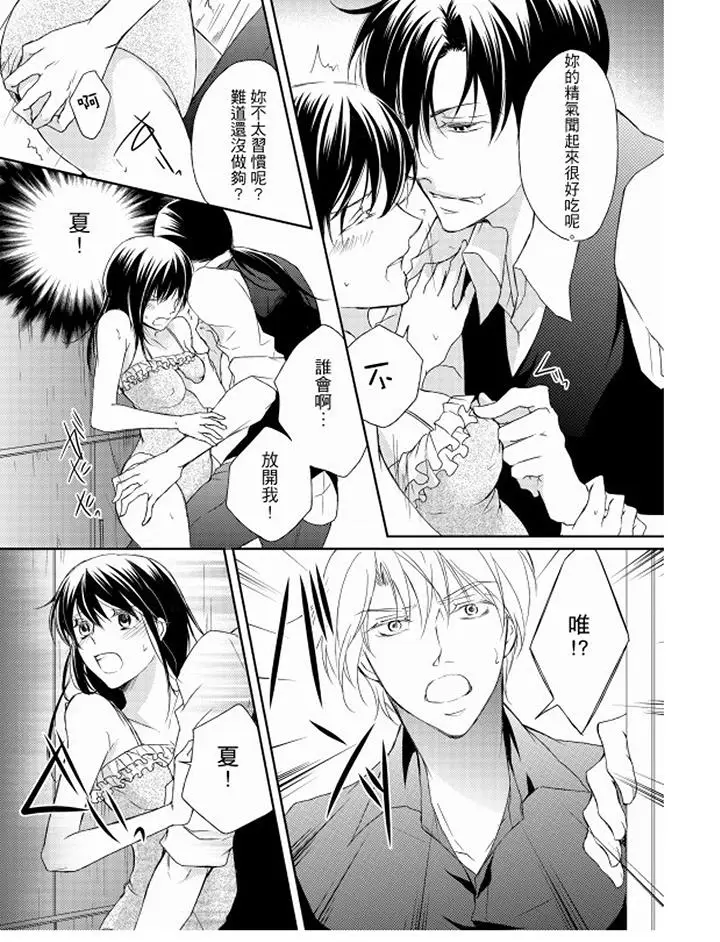 妳的精氣聞起來很好吃呢。
妳不太習慣呢？
難道還沒做夠？
啊
不
夏！
誰會啊…
放開我！
唯!?
夏！